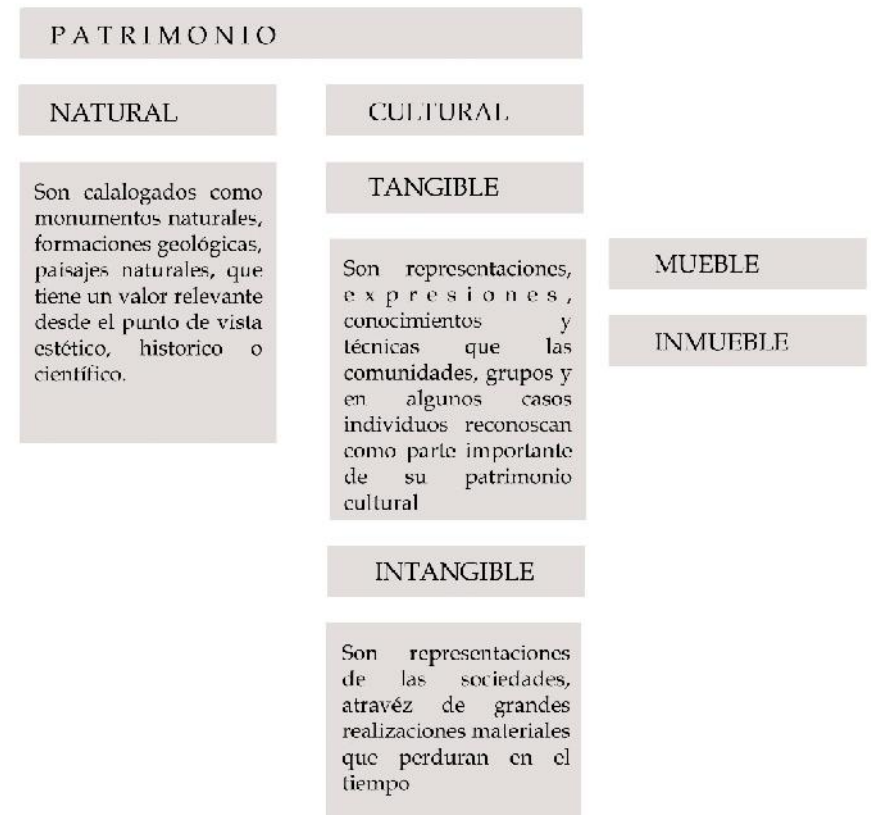 PATRIMONIO
NATURAL
Son calalogados como
monumentos naturales,
formaciones geológicas,
paisajes naturales, que
tiene un valor relevante
desde el punto de vista
estético, historico o
científico.
CULTURAL
TANGIBLE
Son representaciones,
expresiones,
conocimientos y
técnicas que las
comunidades, grupos y
en algunos casos
individuos reconoscan
como parte importante
de su patrimonio
cultural
MUEBLE
INMUEBLE
INTANGIBLE
Son representaciones
de las sociedades,
atravéz de grandes
realizaciones materiales
que perduran en el
tiempo